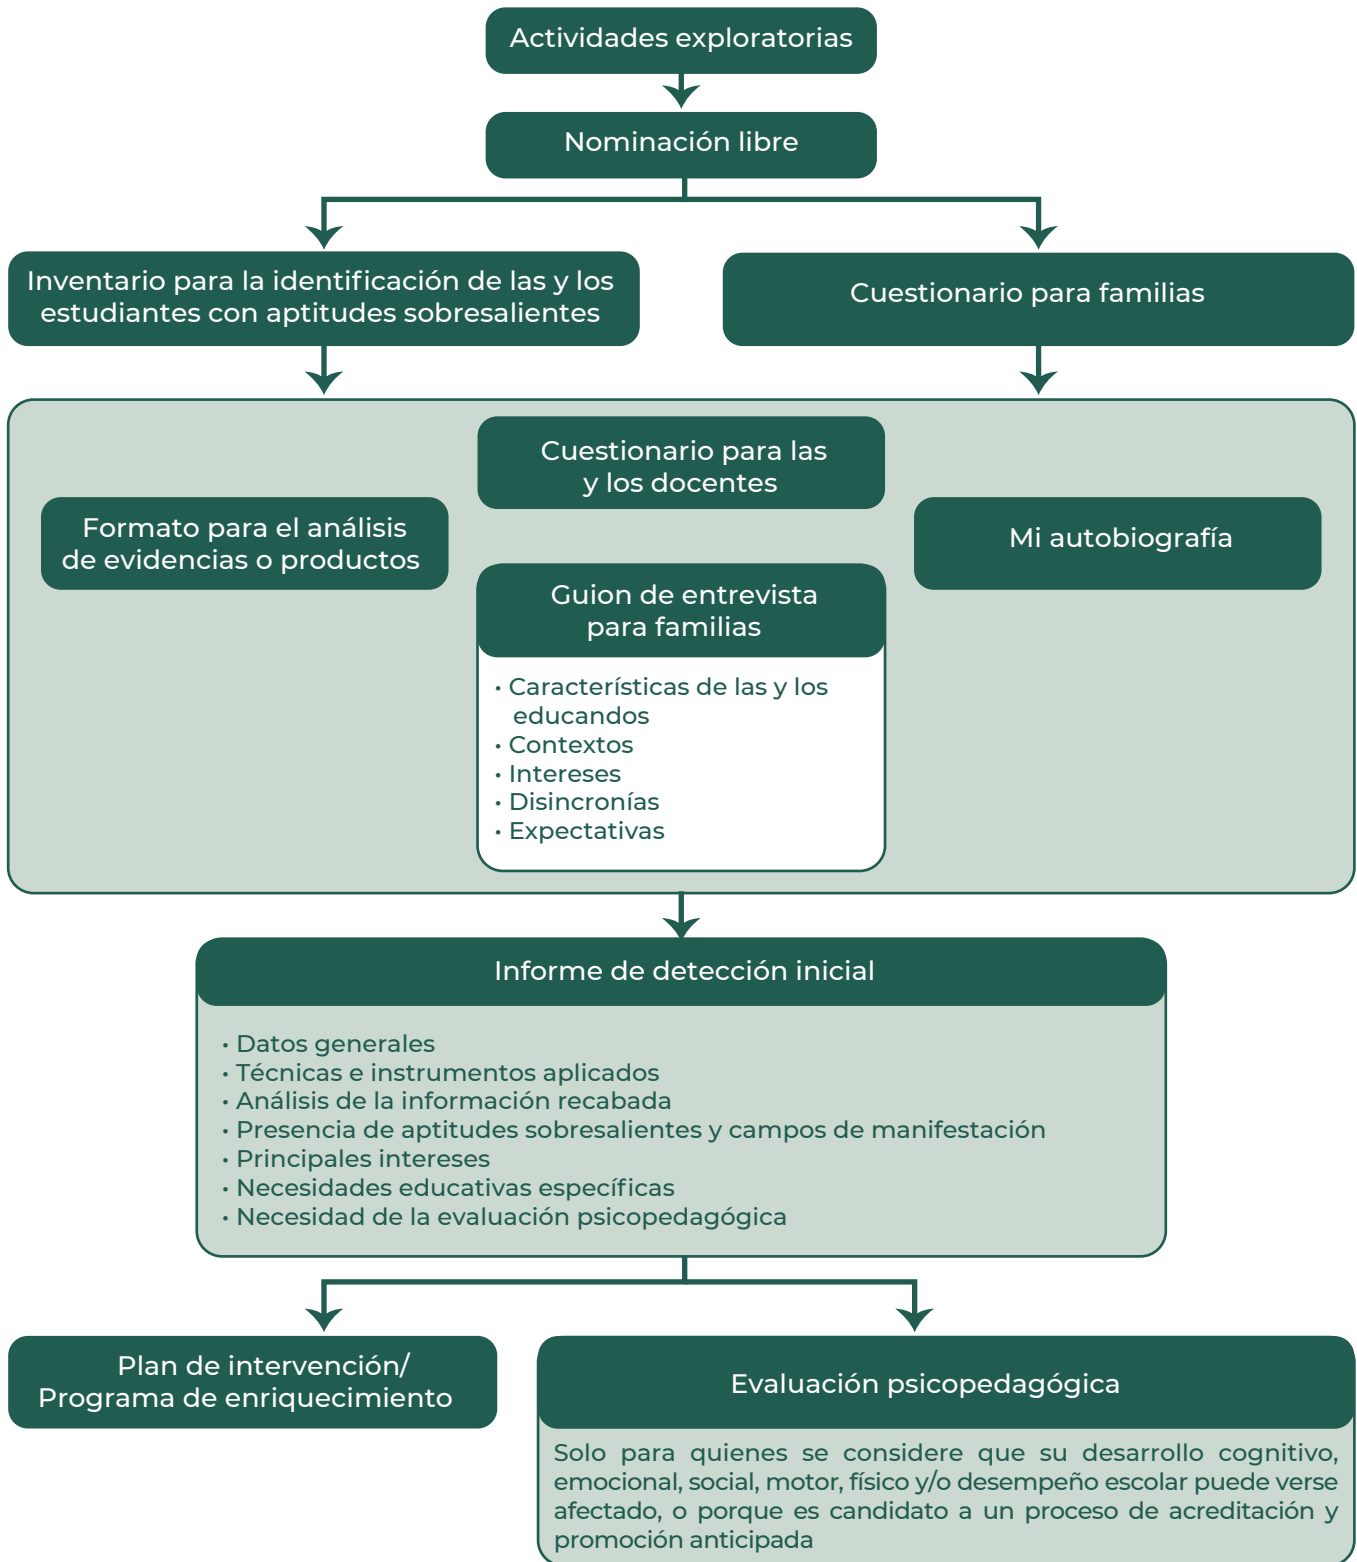 Actividades exploratorias
Nominación libre
Inventario para la identificación de las y los
estudiantes con aptitudes sobresalientes
Cuestionario para familias
Cuestionario para las
y los docentes
Formato para el análisis
de evidencias o productos
Mi autobiografía
Guion de entrevista
para familias
• Características de las y los
educandos
• Contextos
• Intereses
• Disincronías
• Expectativas
Informe de detección inicial
• Datos generales
• Técnicas e instrumentos aplicados
• Análisis de la información recabada
• Presencia de aptitudes sobresalientes y campos de manifestación
• Principales intereses
• Necesidades educativas específicas
• Necesidad de la evaluación psicopedagógica
Plan de intervención/
Programa de enriquecimiento
Evaluación psicopedagógica
Solo para quienes se considere que su desarrollo cognitivo,
emocional, social, motor, físico y/o desempeño escolar puede verse
afectado, o porque es candidato a un proceso de acreditación y
promoción anticipada